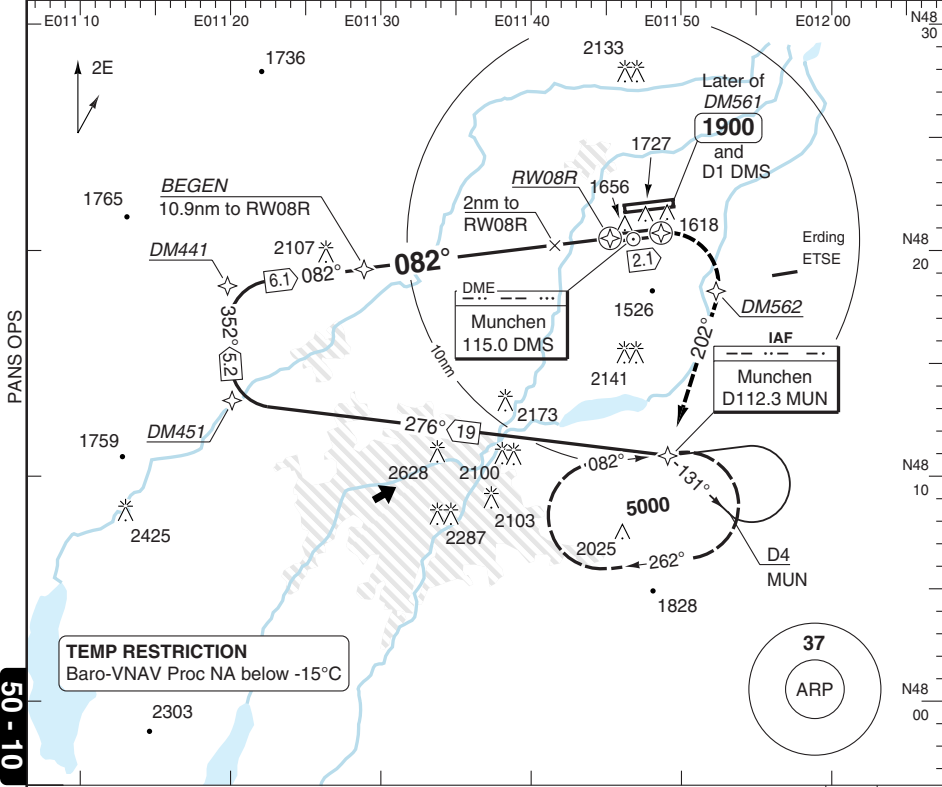 E011 10
E011 20
E011 30
E011 40
E011 50
E012 00
N48
30
2E
1736
2133
Later of
DM561
1900
and
D1 DMS
1727
1765
BEGEN
10.9nm to RW08R
RW08R
1656
2nm to
RW08R
1618
DM441
2107
6.1
082°
082°
2.1
Erding
ETSE
N48
20
DME
Munchen
115.0 DMS
1526
DM562
352°
5.2
202°
IAF
Munchen
D112.3 MUN
10nm
2141
PANS OPS
DM451
276°
19
2173
1759
2628
2100
082°
131°
N48
10
2425
2287
2103
5000
2025
262°
D4
MUN
1828
TEMP RESTRICTION
Baro-VNAV Proc NA below -15°C
37
ARP
N48
00
2303
50 - 10